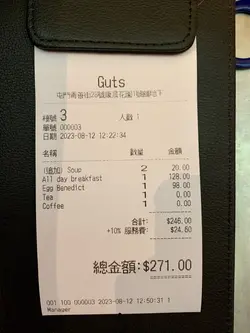 Guts
檯號 3 人數 1
單號 000003
日期 2023-08-12 12:22:34
名稱 數量 金額
(追加) Soup 2 20.00
All day breakfast 1 128.00
Egg Benedict 1 98.00
Tea 1 0.00
Coffee 1 0.00
合計: $246.00
+10% 服務費: $24.60
總金額: $271.00
001 100 000003 2023-08-12 12:50:31 1
Manager